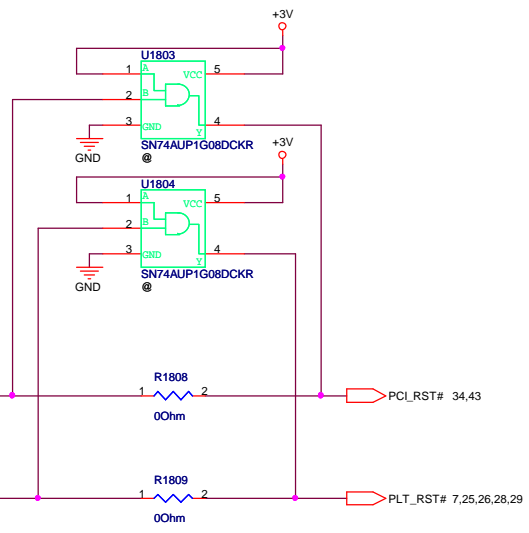 +3V
U1803
1 A VCC 5
2 B
3 GND Y 4
GND
SN74AUP1G08DCKR
@
+3V
U1804
1 A VCC 5
2 B
3 GND Y 4
GND
SN74AUP1G08DCKR
@
R1808
1 2
0Ohm
PCI_RST# 34,43
R1809
1 2
0Ohm
PLT_RST# 7,25,26,28,29